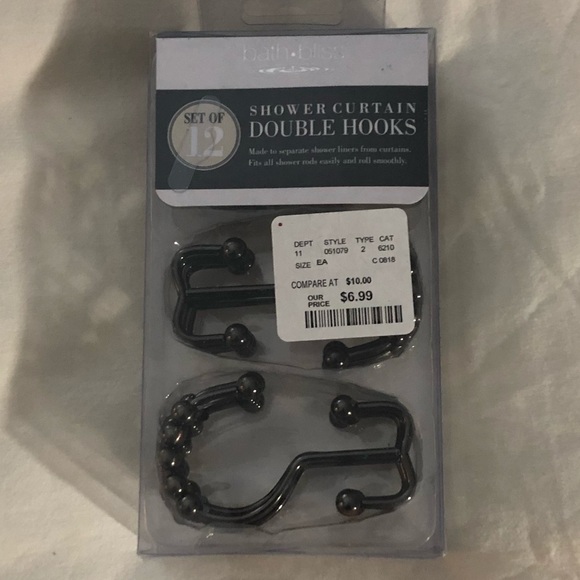 bath•bliss
SET OF
12
SHOWER CURTAIN
DOUBLE HOOKS
Made to separate shower liners from curtains.
Fits all shower rods easily and roll smoothly.
DEPT STYLE TYPE CAT
11 051079 2 6210
SIZE EA C 0818
COMPARE AT $10.00
OUR
PRICE $6.99